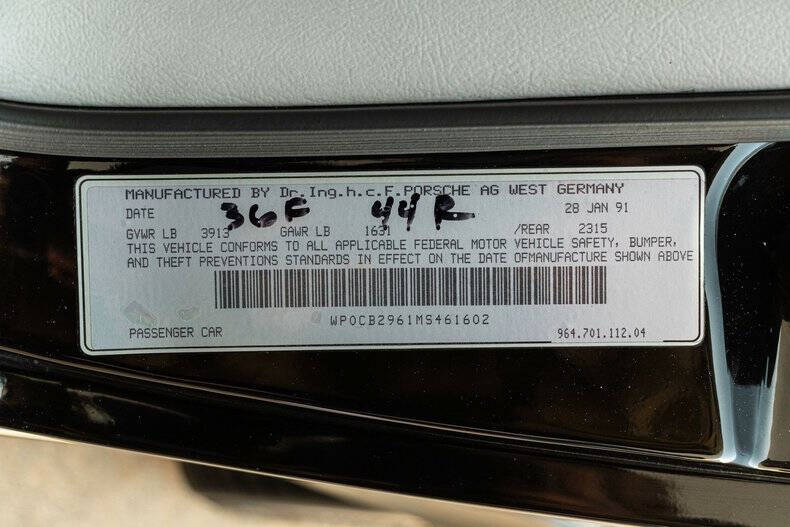 MANUFACTURED BY Dr.Ing.h.c.F.PORSCHE AG WEST GERMANY
DATE 28 JAN 91
36F 44R
GVWR LB 3913 GAWR LB 1631 /REAR 2315
THIS VEHICLE CONFORMS TO ALL APPLICABLE FEDERAL MOTOR VEHICLE SAFETY, BUMPER,
AND THEFT PREVENTIONS STANDARDS IN EFFECT ON THE DATE OFMANUFACTURE SHOWN ABOVE
WP0CB2961MS461602
PASSENGER CAR 964.701.112.04